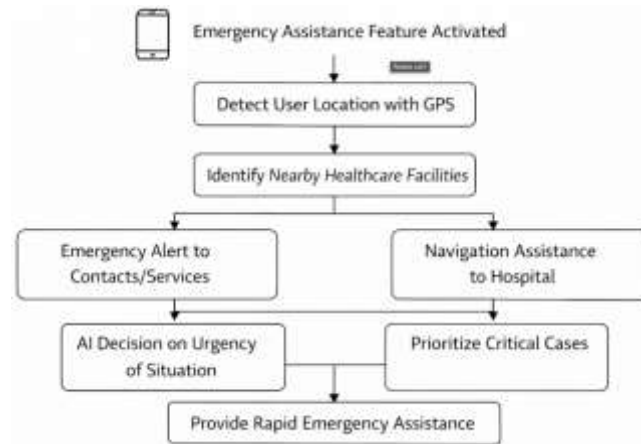 Emergency Assistance Feature Activated
Detect User Location with GPS
Identify Nearby Healthcare Facilities
Emergency Alert to
Contacts/Services
Navigation Assistance
to Hospital
AI Decision on Urgency
of Situation
Prioritize Critical Cases
Provide Rapid Emergency Assistance